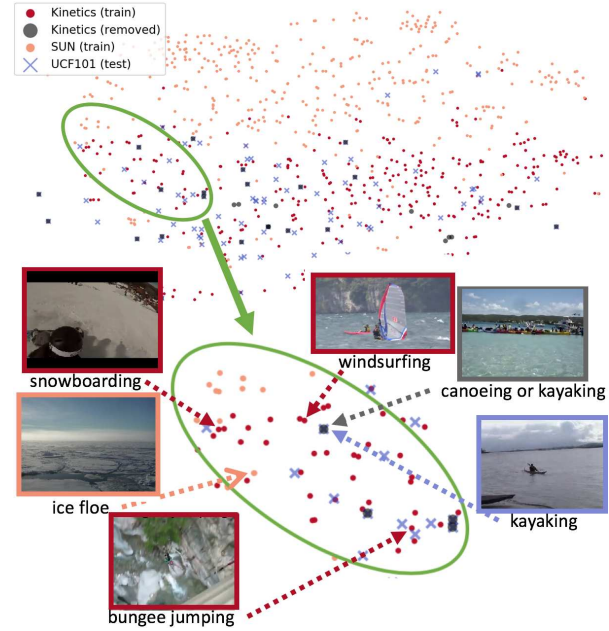 Kinetics (train)
Kinetics (removed)
SUN (train)
UCF101 (test)
windsurfing
snowboarding
canoeing or kayaking
ice floe
kayaking
bungee jumping